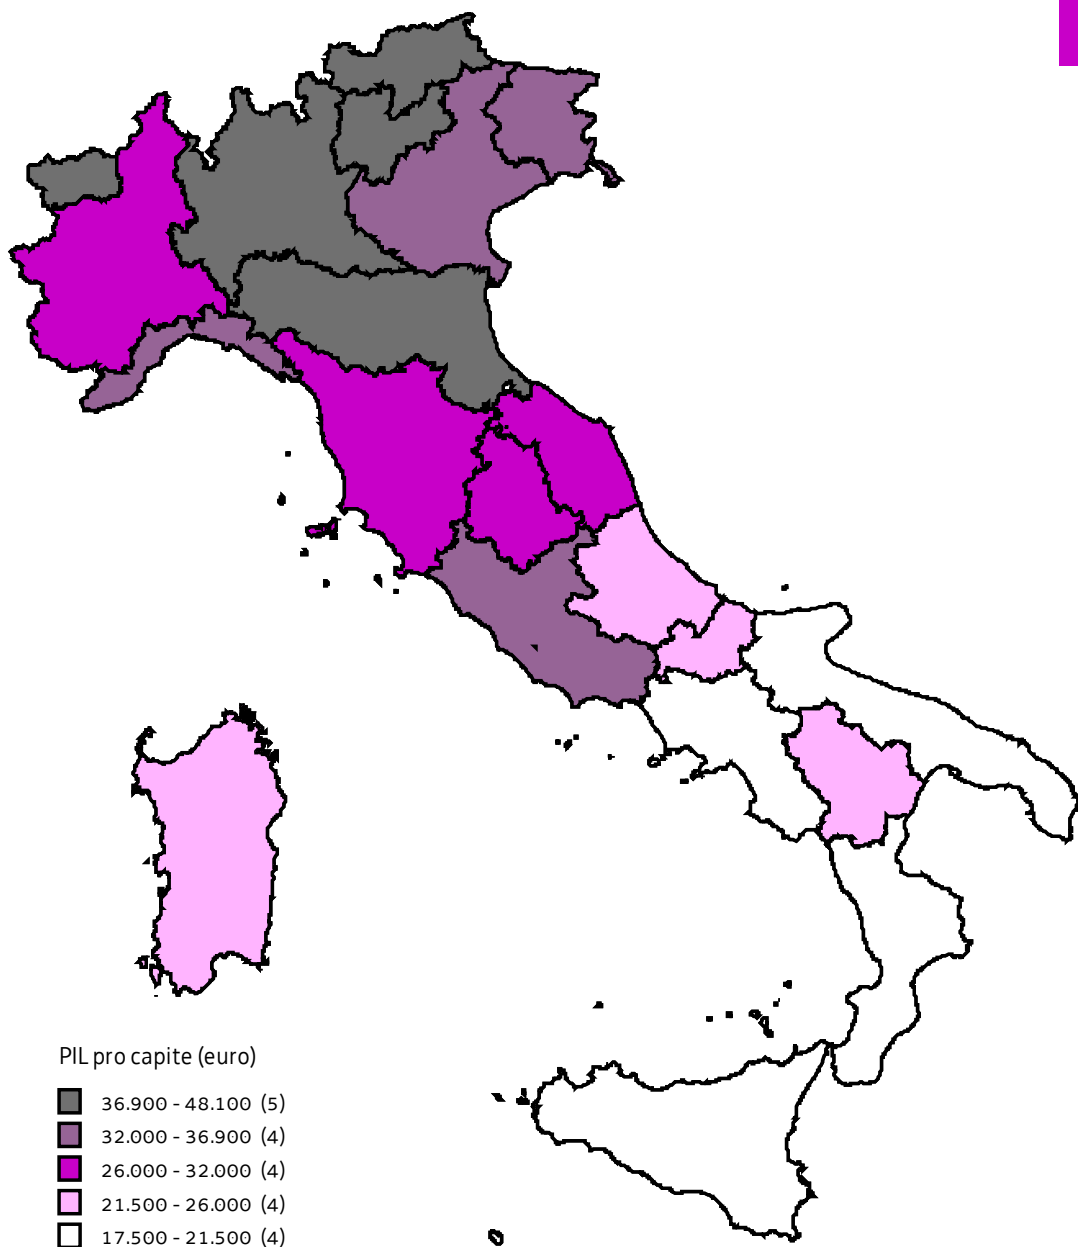 PIL pro capite (euro)
36.900 - 48.100 (5)
32.000 - 36.900 (4)
26.000 - 32.000 (4)
21.500 - 26.000 (4)
17.500 - 21.500 (4)